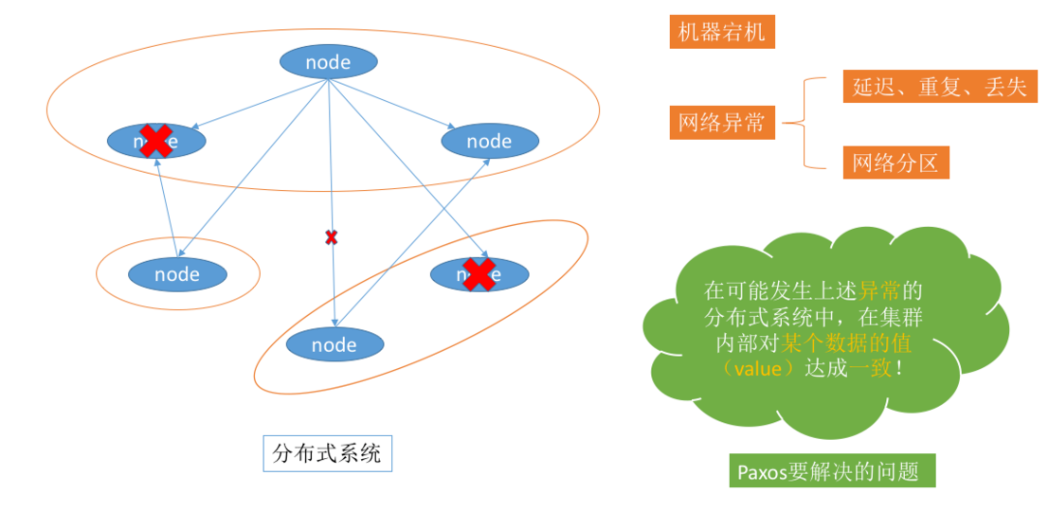 node
node
node
node
node
node
分布式系统
机器宕机
网络异常
延迟、重复、丢失
网络分区
在可能发生上述异常的
分布式系统中，在集群
内部对某个数据的值
（value）达成一致！
Paxos要解决的问题